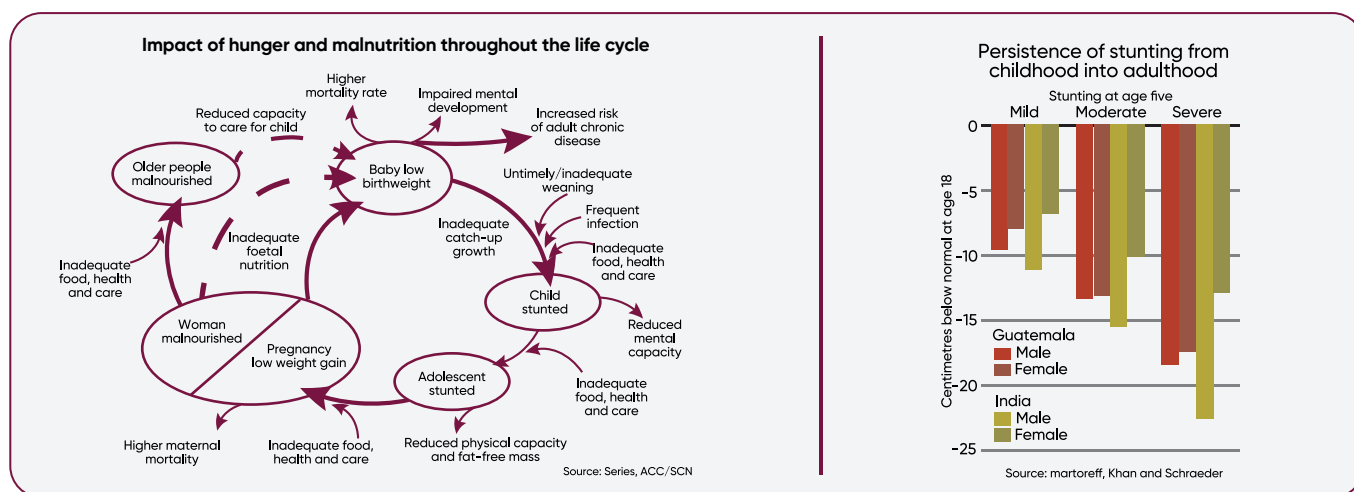 Impact of hunger and malnutrition throughout the life cycle
Higher
mortality rate
Impaired mental
development
Reduced capacity
to care for child
Increased risk
of adult chronic
disease
Older people
malnourished
Baby low
birthweight
Untimely/inadequate
weaning
Frequent
infection
Inadequate
catch-up
growth
Inadequate
foetal
nutrition
Inadequate
food, health
and care
Inadequate
food, health
and care
Child
stunted
Woman
malnourished
Pregnancy
low weight gain
Reduced
mental
capacity
Adolescent
stunted
Inadequate
food, health
and care
Higher maternal
mortality
Inadequate food,
health and care
Reduced physical capacity
and fat-free mass
Source: Series, ACC/SCN
Persistence of stunting from
childhood into adulthood
Stunting at age five
Mild Moderate Severe
Centimetres below normal at age 18
0
-5
-10
-15
-20
-25
Guatemala
Male
Female
India
Male
Female
Source: martoreff, Khan and Schraeder